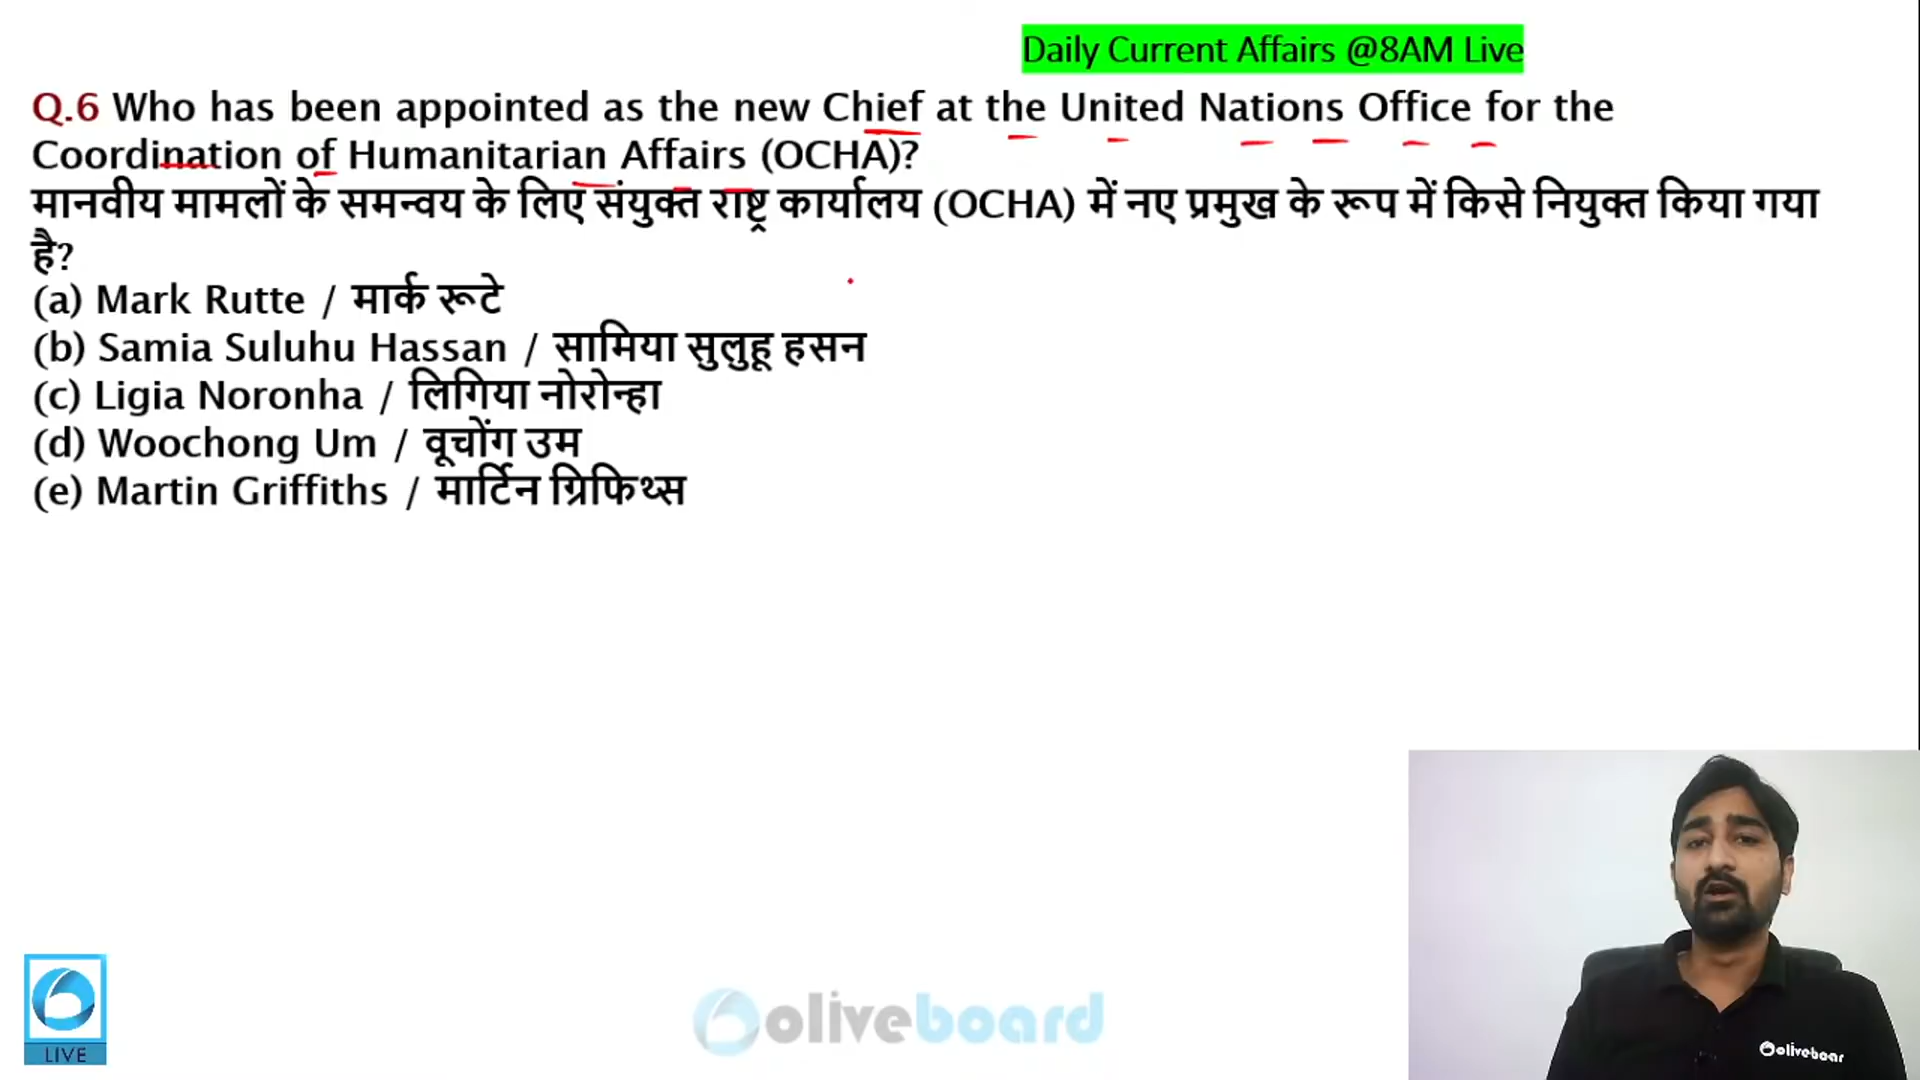 Daily Current Affairs @8AM Live
Q.6 Who has been appointed as the new Chief at the United Nations Office for the
Coordination of Humanitarian Affairs (OCHA)?
मानवीय मामलों के समन्वय के लिए संयुक्त राष्ट्र कार्यालय (OCHA) में नए प्रमुख के रूप में किसे नियुक्त किया गया
है?
(a) Mark Rutte / मार्क रूटे
(b) Samia Suluhu Hassan / सामिया सुलुहू हसन
(c) Ligia Noronha / लिगिया नोरोन्हा
(d) Woochong Um / वूचोंग उम
(e) Martin Griffiths / मार्टिन ग्रिफिथ्स
oliveboar
oliveboard
LIVE